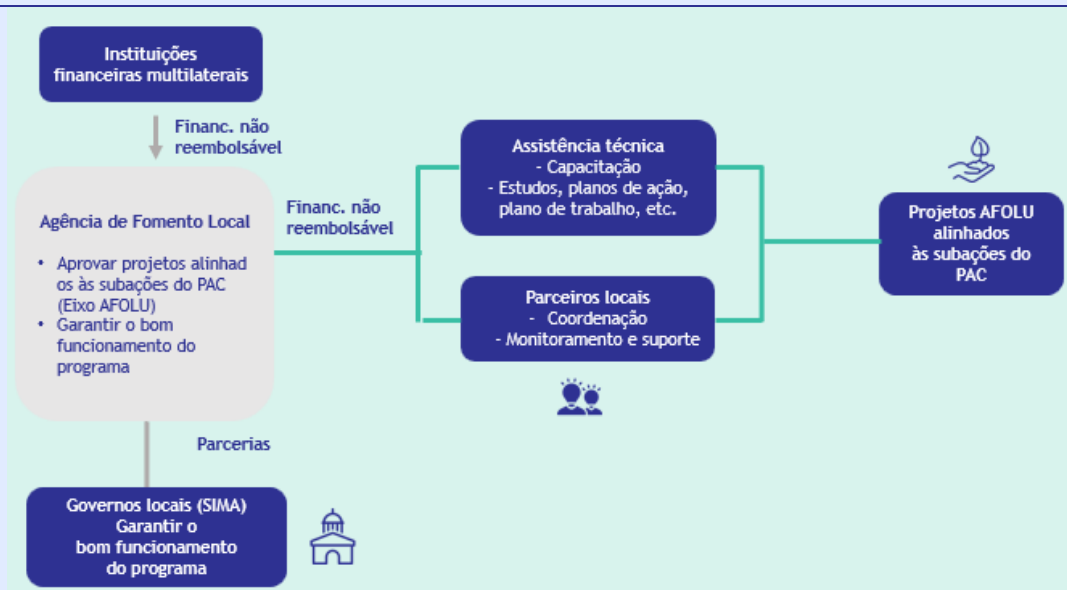 Instituições
financeiras multilaterais
Financ. não
reembolsável
Agência de Fomento Local
• Aprovar projetos alinhad
os às subações do PAC
(Eixo AFOLU)
• Garantir o bom
funcionamento do
programa
Financ. não
reembolsável
Assistência técnica
- Capacitação
- Estudos, planos de ação,
plano de trabalho, etc.
Parceiros locais
- Coordenação
- Monitoramento e suporte
Projetos AFOLU
alinhados
às subações do
PAC
Parcerias
Governos locais (SIMA)
Garantir o
bom funcionamento
do programa